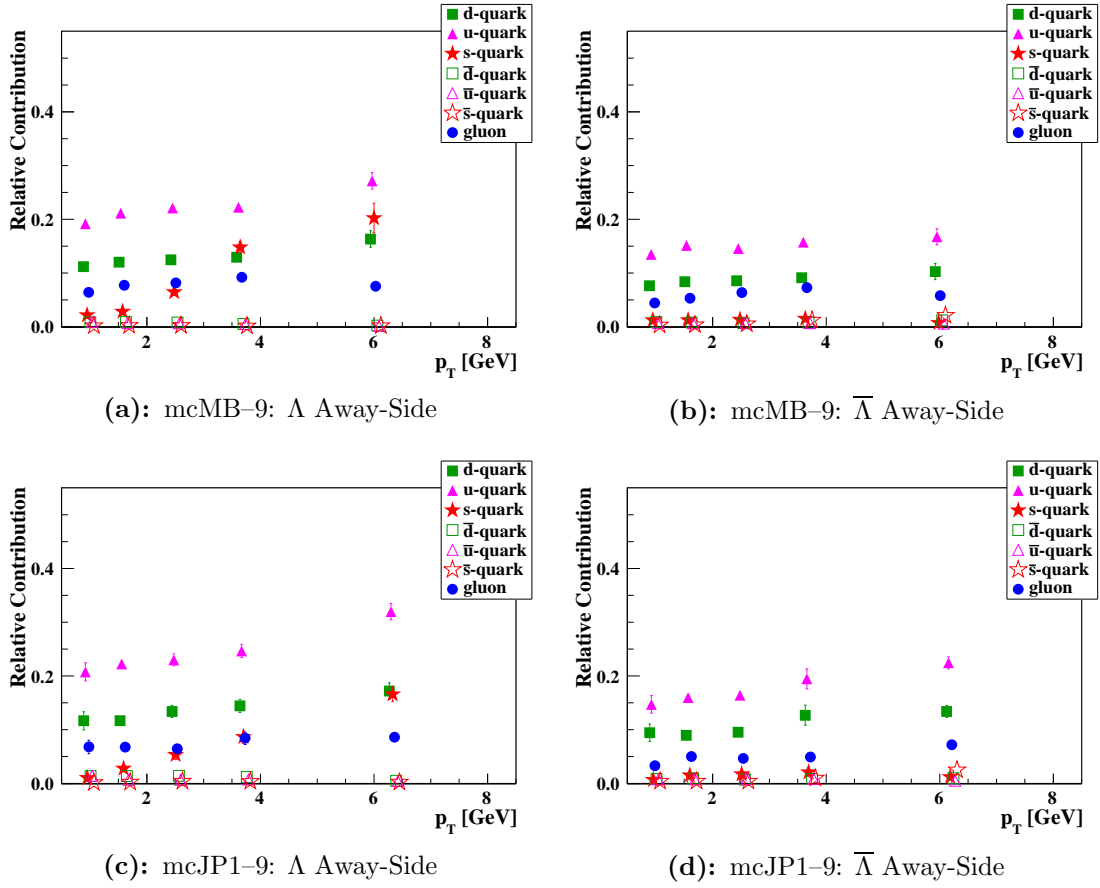 Relative Contribution
0.4
0.2
0.0
2
4
6
8
p_T [GeV]
d-quark
u-quark
s-quark
d̅-quark
u̅-quark
s̅-quark
gluon
(a): mcMB–9: Λ Away-Side
Relative Contribution
0.4
0.2
0.0
2
4
6
8
p_T [GeV]
d-quark
u-quark
s-quark
d̅-quark
u̅-quark
s̅-quark
gluon
(b): mcMB–9: Λ̅ Away-Side
Relative Contribution
0.4
0.2
0.0
2
4
6
8
p_T [GeV]
d-quark
u-quark
s-quark
d̅-quark
u̅-quark
s̅-quark
gluon
(c): mcJP1–9: Λ Away-Side
Relative Contribution
0.4
0.2
0.0
2
4
6
8
p_T [GeV]
d-quark
u-quark
s-quark
d̅-quark
u̅-quark
s̅-quark
gluon
(d): mcJP1–9: Λ̅ Away-Side